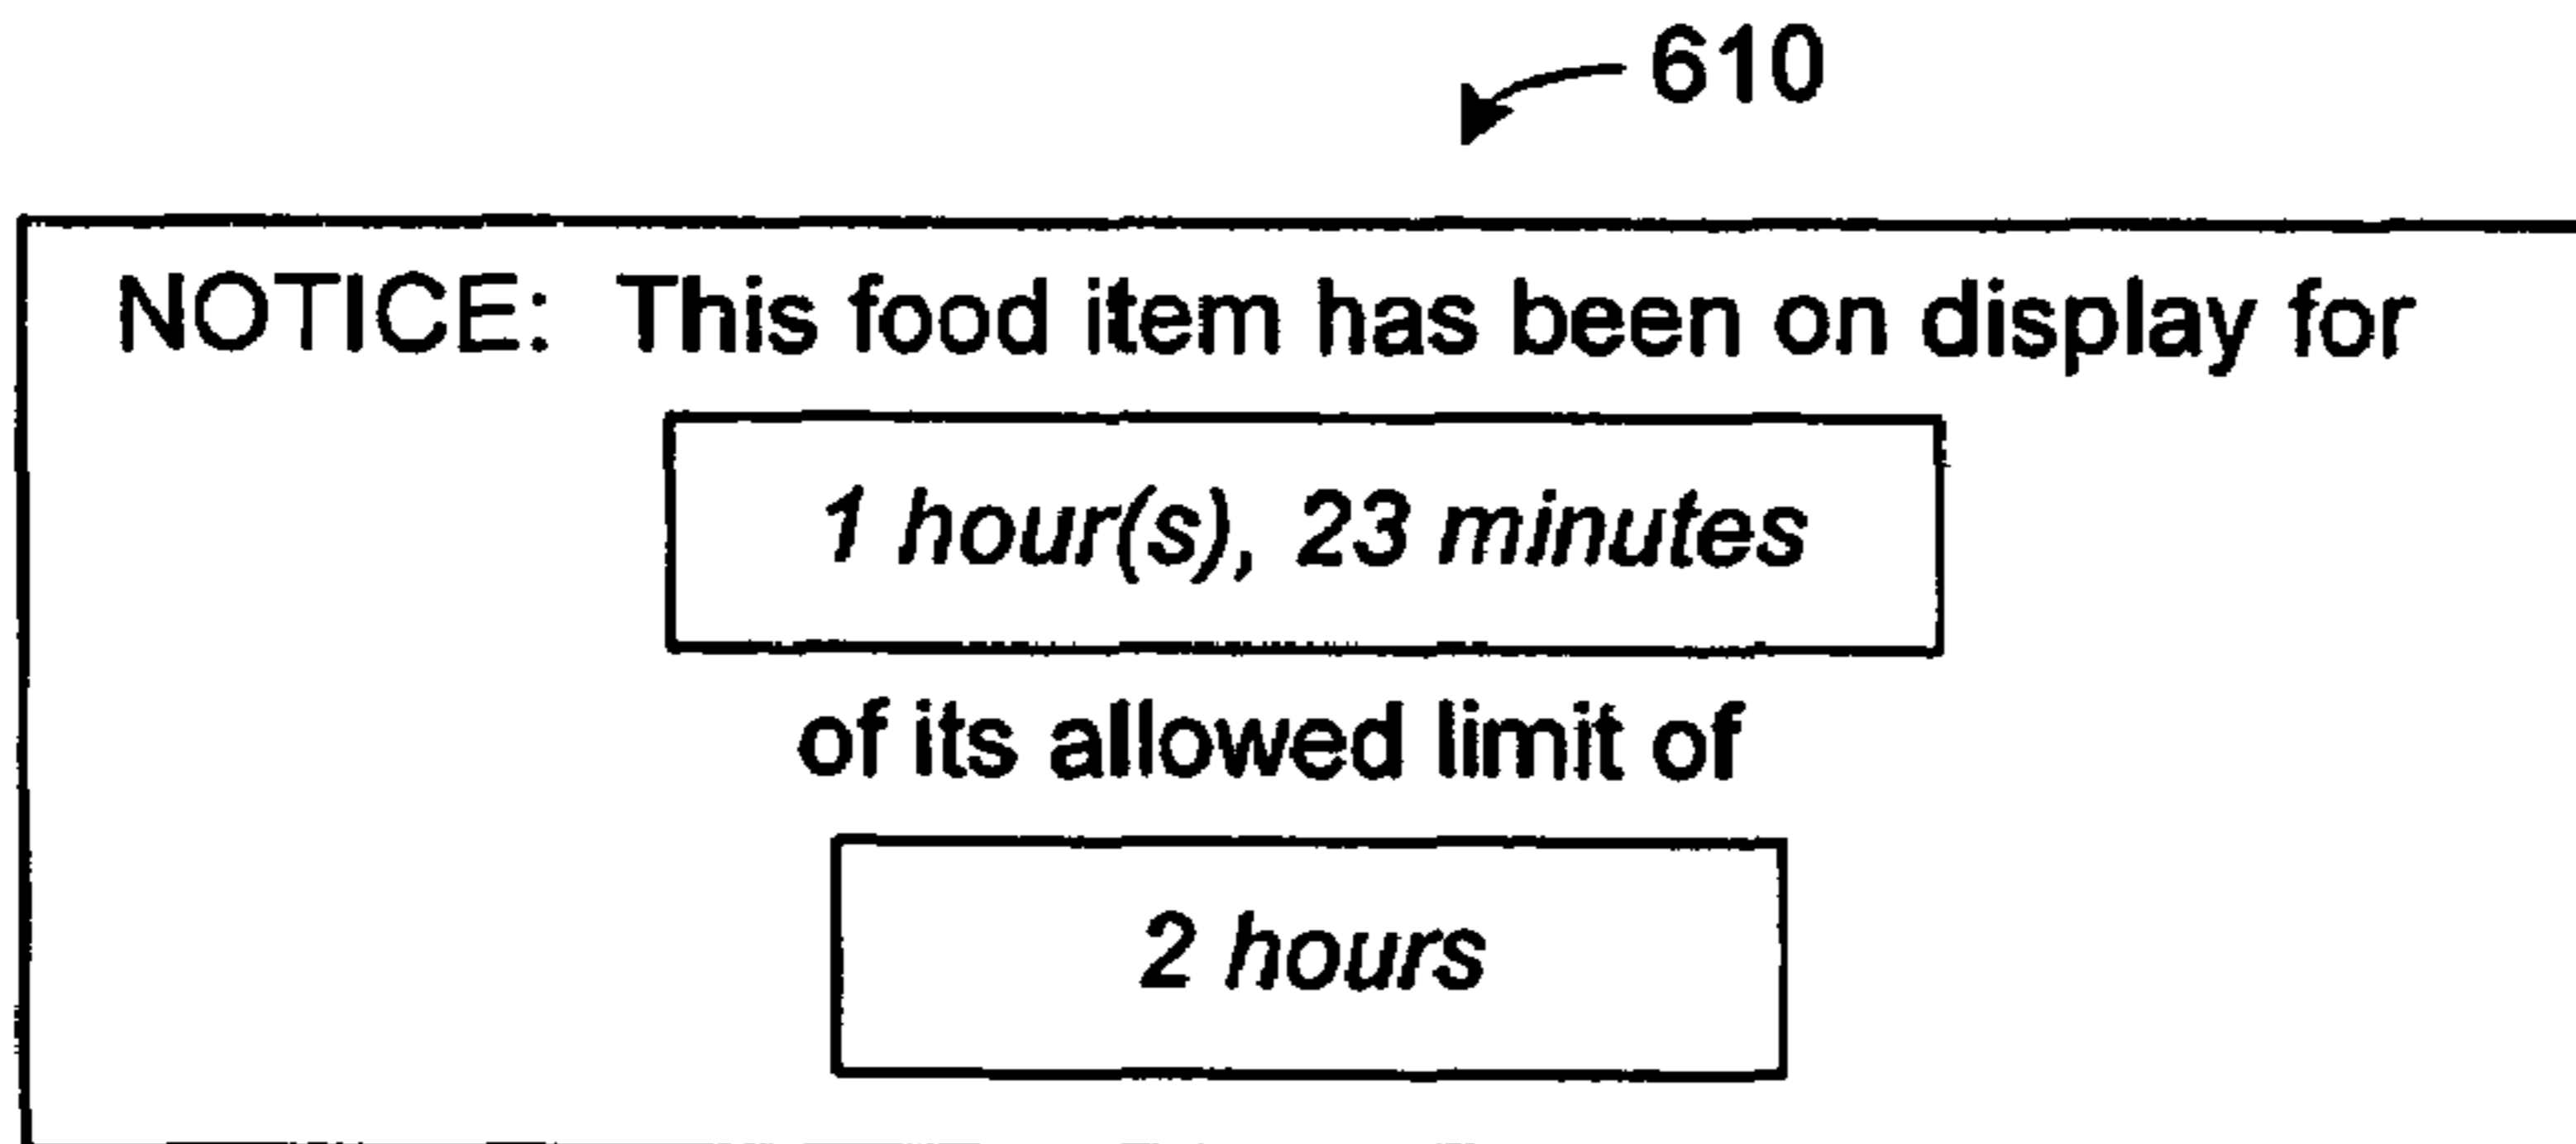 610
NOTICE: This food item has been on display for
1 hour(s), 23 minutes
of its allowed limit of
2 hours